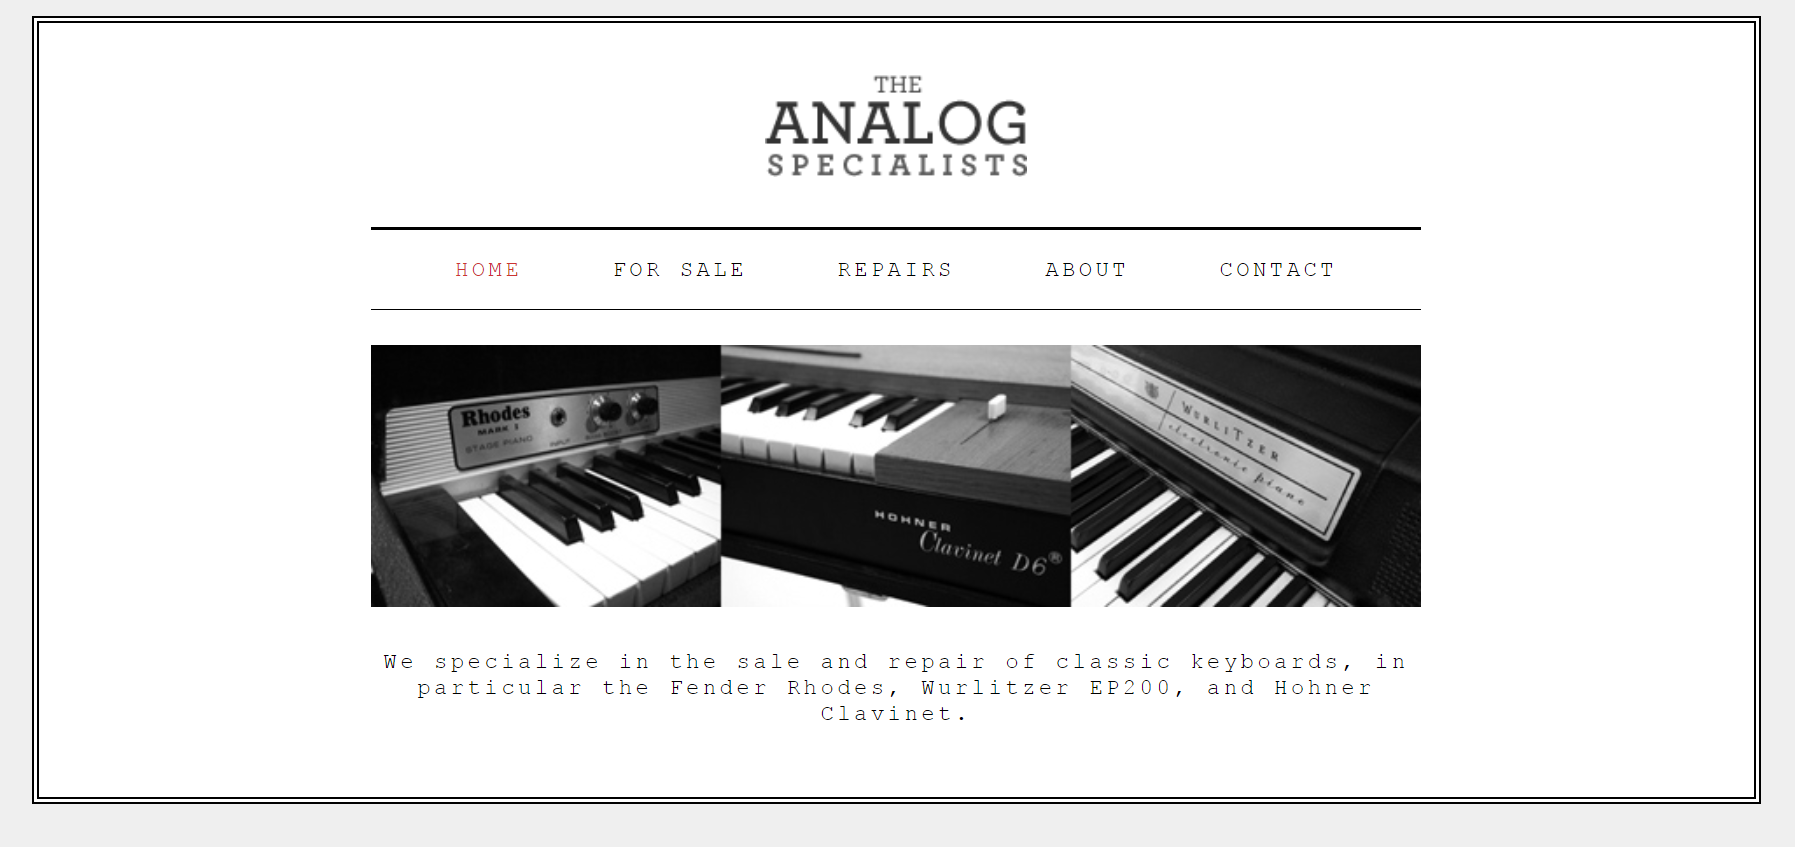 THE
ANALOG
SPECIALISTS
HOME FOR SALE REPAIRS ABOUT CONTACT
Rhodes
MARK I
STAGE PIANO INPUT
HOHNER
Clavinet D6®
WURLITZER
electronic piano
We specialize in the sale and repair of classic keyboards, in
particular the Fender Rhodes, Wurlitzer EP200, and Hohner
Clavinet.